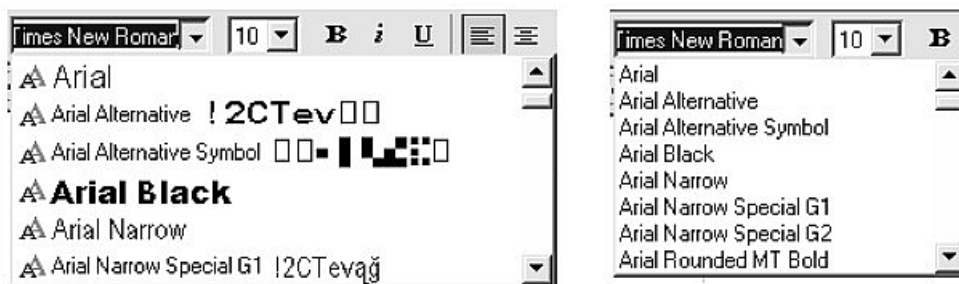 Times New Roman 10 B i U
Arial
Arial Alternative !2CTev
Arial Alternative Symbol
Arial Black
Arial Narrow
Arial Narrow Special G1 !2CTevąğ
Times New Roman 10 B
Arial
Arial Alternative
Arial Alternative Symbol
Arial Black
Arial Narrow
Arial Narrow Special G1
Arial Narrow Special G2
Arial Rounded MT Bold